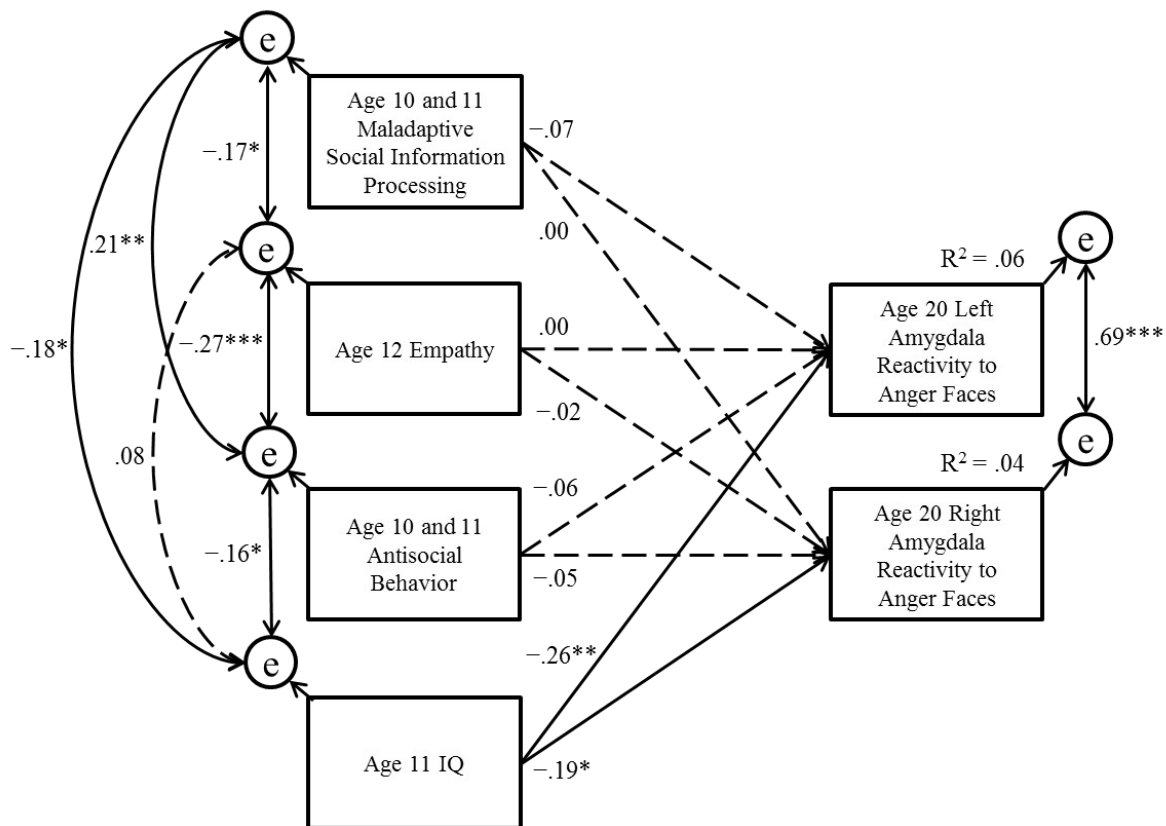 e
Age 10 and 11
Maladaptive
Social Information
Processing
−.07
−.17*
.00
.21**
e
e
R² = .06
Age 12 Empathy
.00
Age 20 Left
Amygdala
Reactivity to
Anger Faces
−.18*
−.27***
.69***
−.02
e
e
.08
R² = .04
−.06
Age 10 and 11
Antisocial
Behavior
Age 20 Right
Amygdala
Reactivity to
Anger Faces
−.16*
−.05
−.26**
e
Age 11 IQ
−.19*